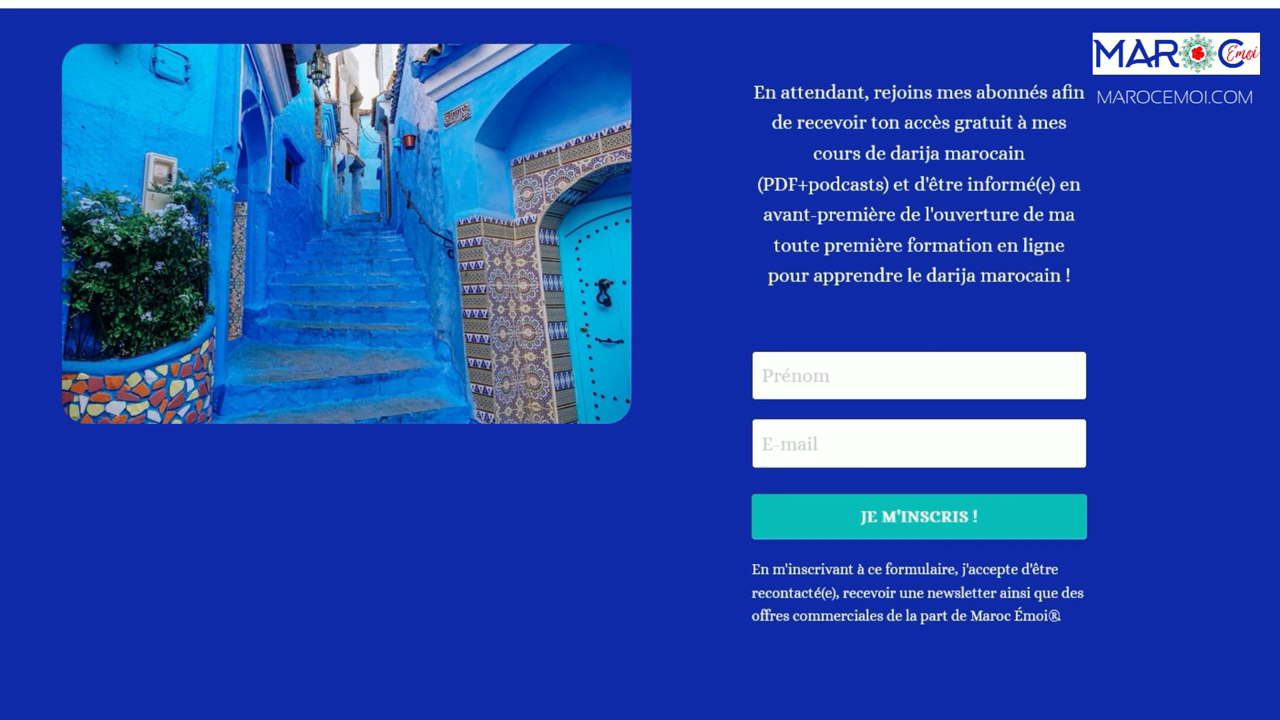 MAROC Émoi
MAROCEMOI.COM
En attendant, rejoins mes abonnés afin
de recevoir ton accès gratuit à mes
cours de darija marocain
(PDF+podcasts) et d'être informé(e) en
avant-première de l'ouverture de ma
toute première formation en ligne
pour apprendre le darija marocain !
Prénom
E-mail
JE M'INSCRIS !
En m'inscrivant à ce formulaire, j'accepte d'être
recontacté(e), recevoir une newsletter ainsi que des
offres commerciales de la part de Maroc Émoi®.